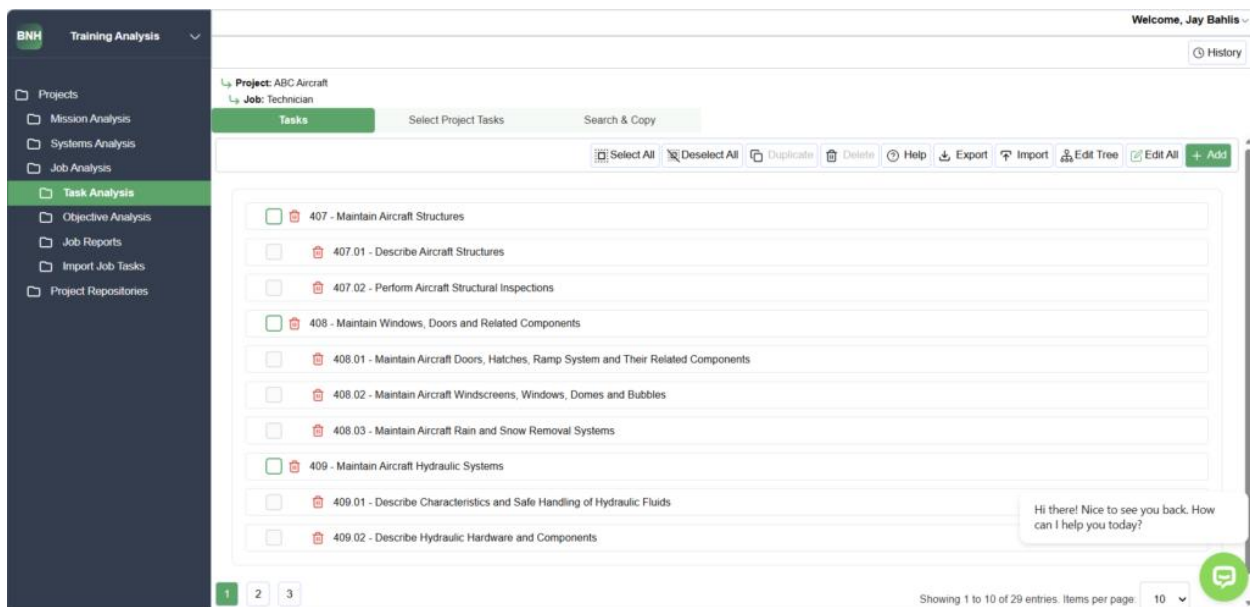 BNH Training Analysis
Welcome, Jay Bahlis
History
Projects
Mission Analysis
Systems Analysis
Job Analysis
Task Analysis
Objective Analysis
Job Reports
Import Job Tasks
Project Repositories
Project: ABC Aircraft
Job: Technician
Tasks Select Project Tasks Search & Copy
Select All Deselect All Duplicate Delete Help Export Import Edit Tree Edit All + Add
407 - Maintain Aircraft Structures
407.01 - Describe Aircraft Structures
407.02 - Perform Aircraft Structural Inspections
408 - Maintain Windows, Doors and Related Components
408.01 - Maintain Aircraft Doors, Hatches, Ramp System and Their Related Components
408.02 - Maintain Aircraft Windscreens, Windows, Domes and Bubbles
408.03 - Maintain Aircraft Rain and Snow Removal Systems
409 - Maintain Aircraft Hydraulic Systems
409.01 - Describe Characteristics and Safe Handling of Hydraulic Fluids
409.02 - Describe Hydraulic Hardware and Components
Hi there! Nice to see you back. How
can I help you today?
1 2 3
Showing 1 to 10 of 29 entries. Items per page: 10